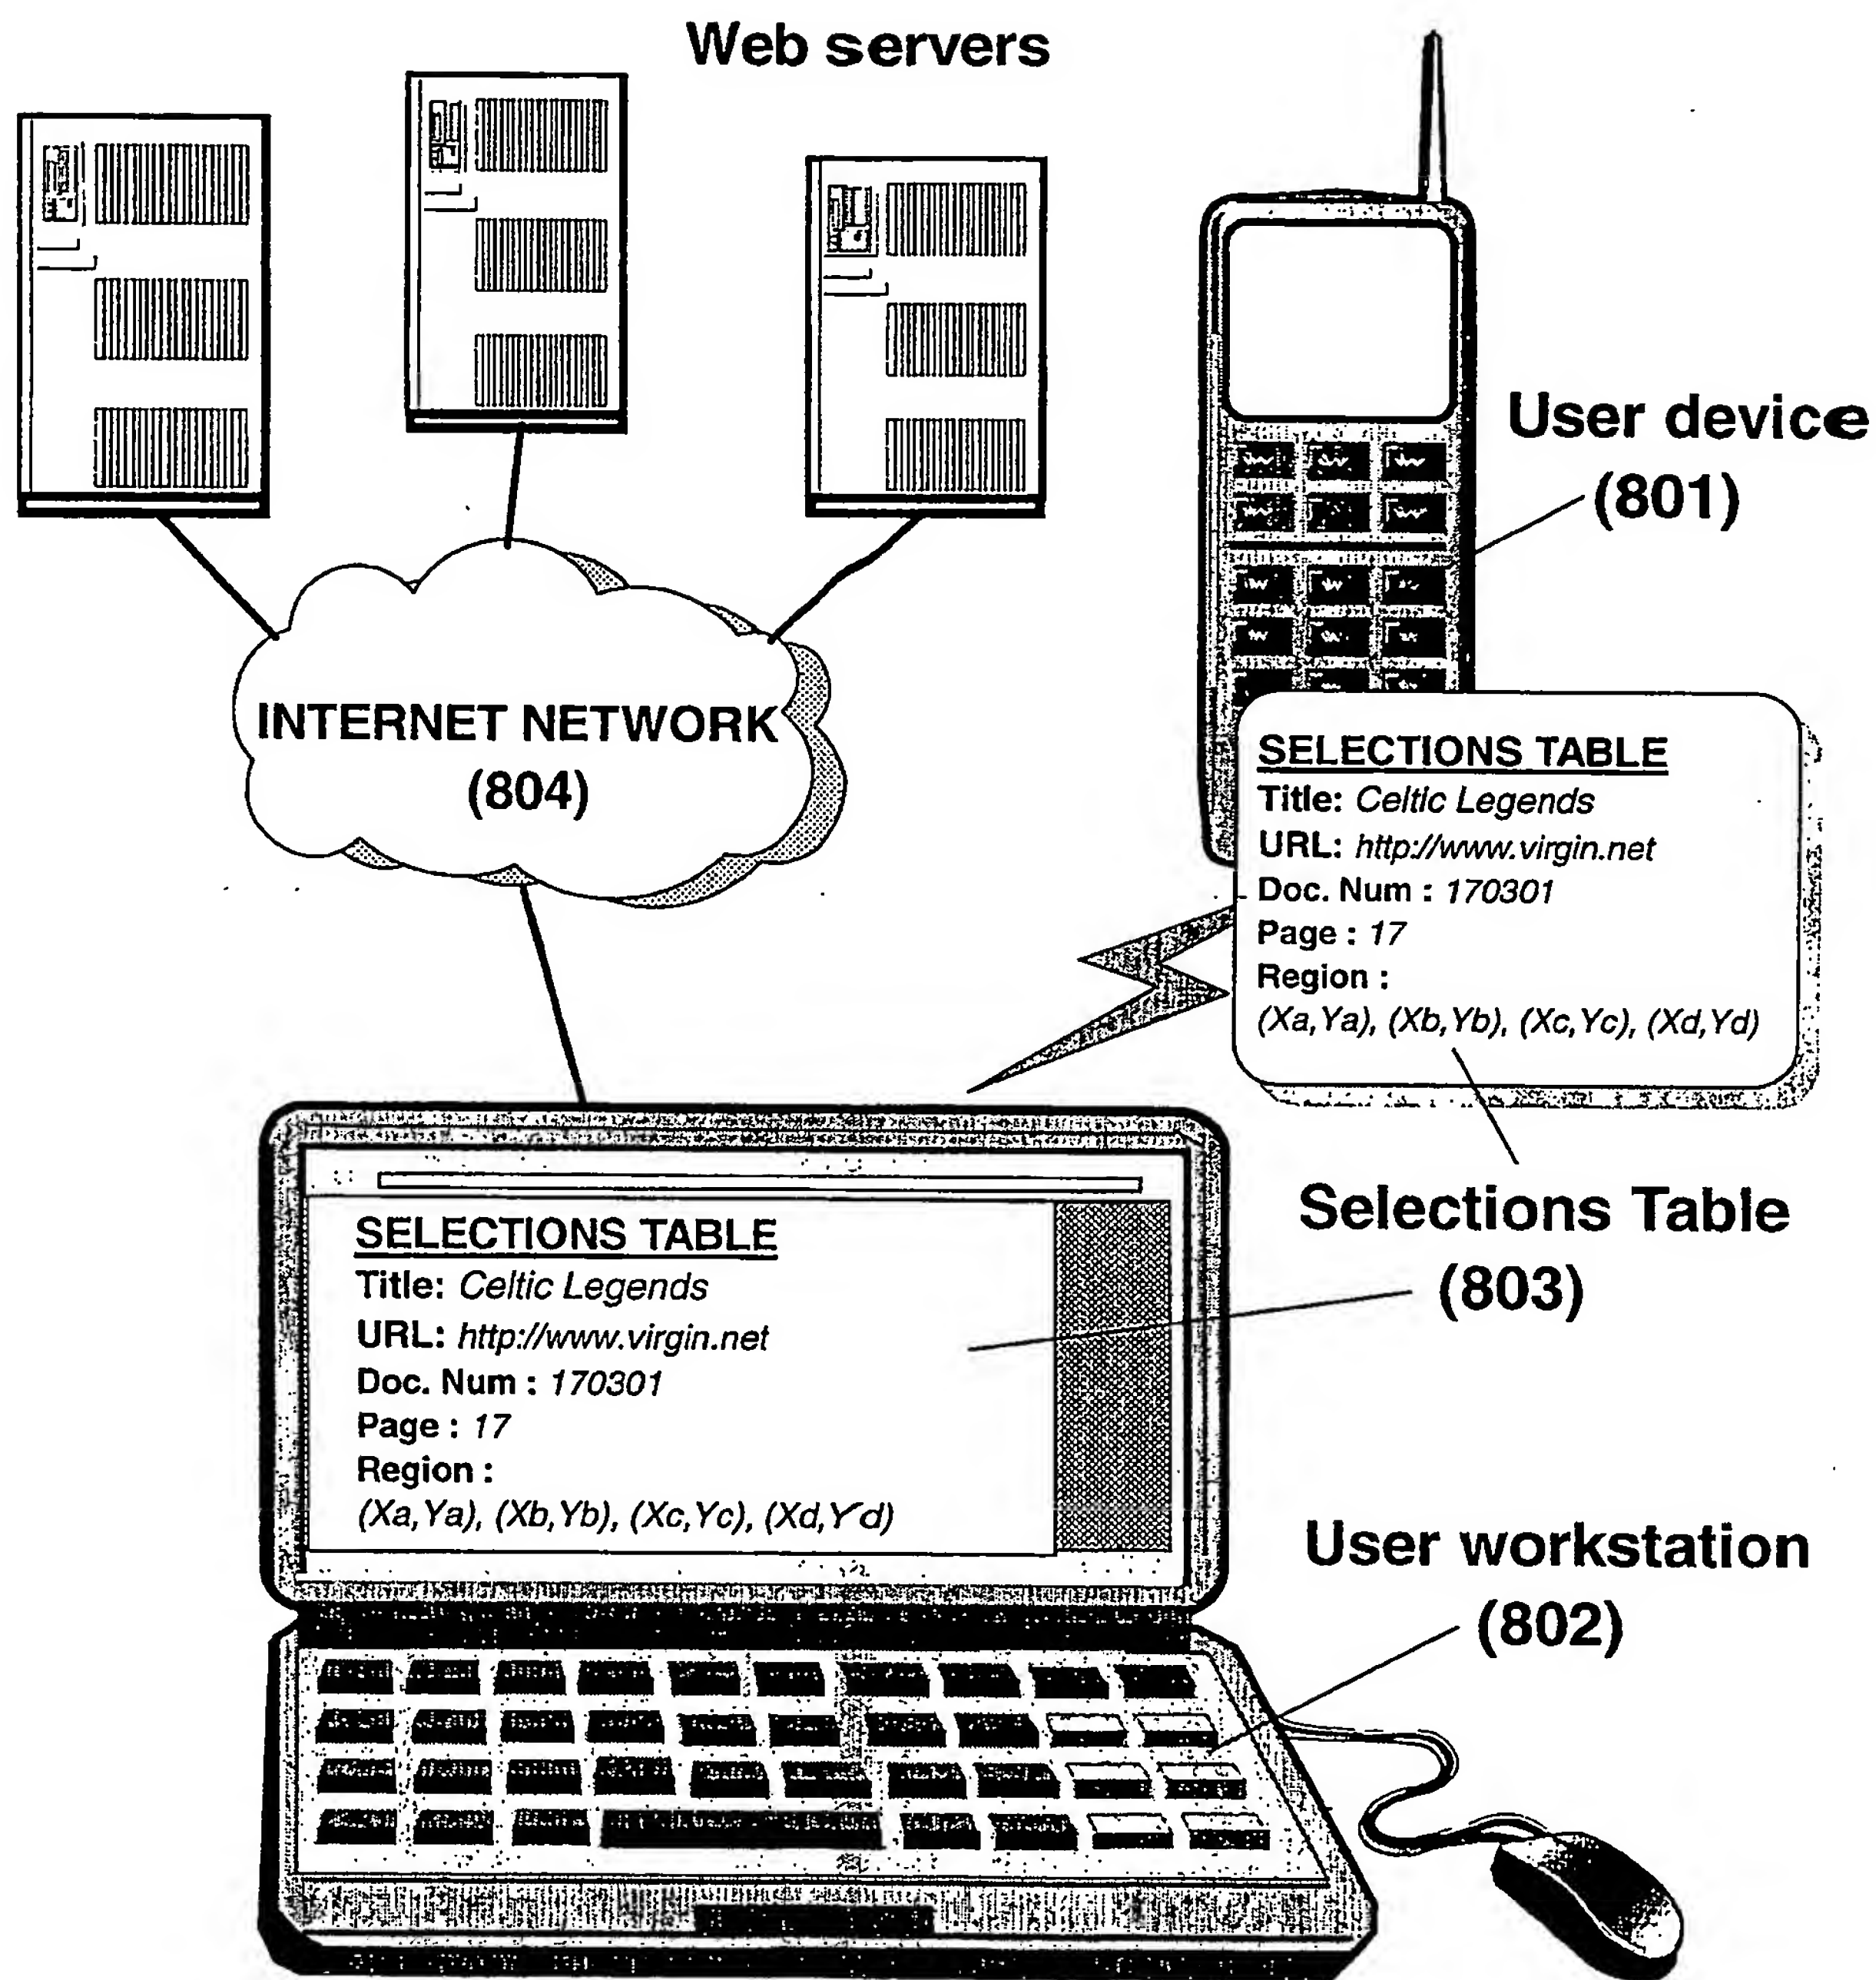 Web servers
User device
(801)
INTERNET NETWORK
(804)
SELECTIONS TABLE
Title: Celtic Legends
URL: http://www.virgin.net
Doc. Num : 170301
Page : 17
Region :
(Xa,Ya), (Xb,Yb), (Xc,Yc), (Xd,Yd)
Selections Table
(803)
SELECTIONS TABLE
Title: Celtic Legends
URL: http://www.virgin.net
Doc. Num : 170301
Page : 17
Region :
(Xa,Ya), (Xb,Yb), (Xc,Yc), (Xd,Yd)
User workstation
(802)